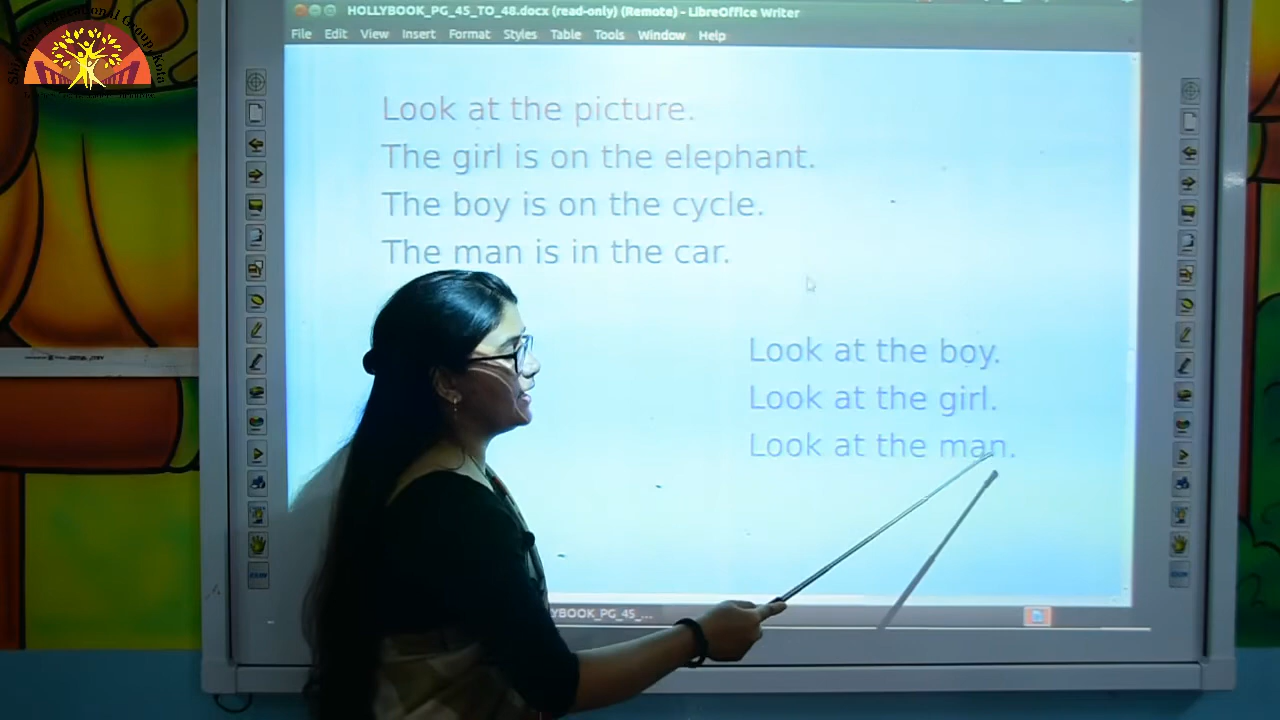 HOLLYBOOK_PG_45_TO_48.docx (read-only) (Remote) - LibreOffice Writer
File Edit View Insert Format Styles Table Tools Window Help
Look at the picture.
The girl is on the elephant.
The boy is on the cycle.
The man is in the car.
Look at the boy.
Look at the girl.
Look at the man.
YBOOK_PG_45_...